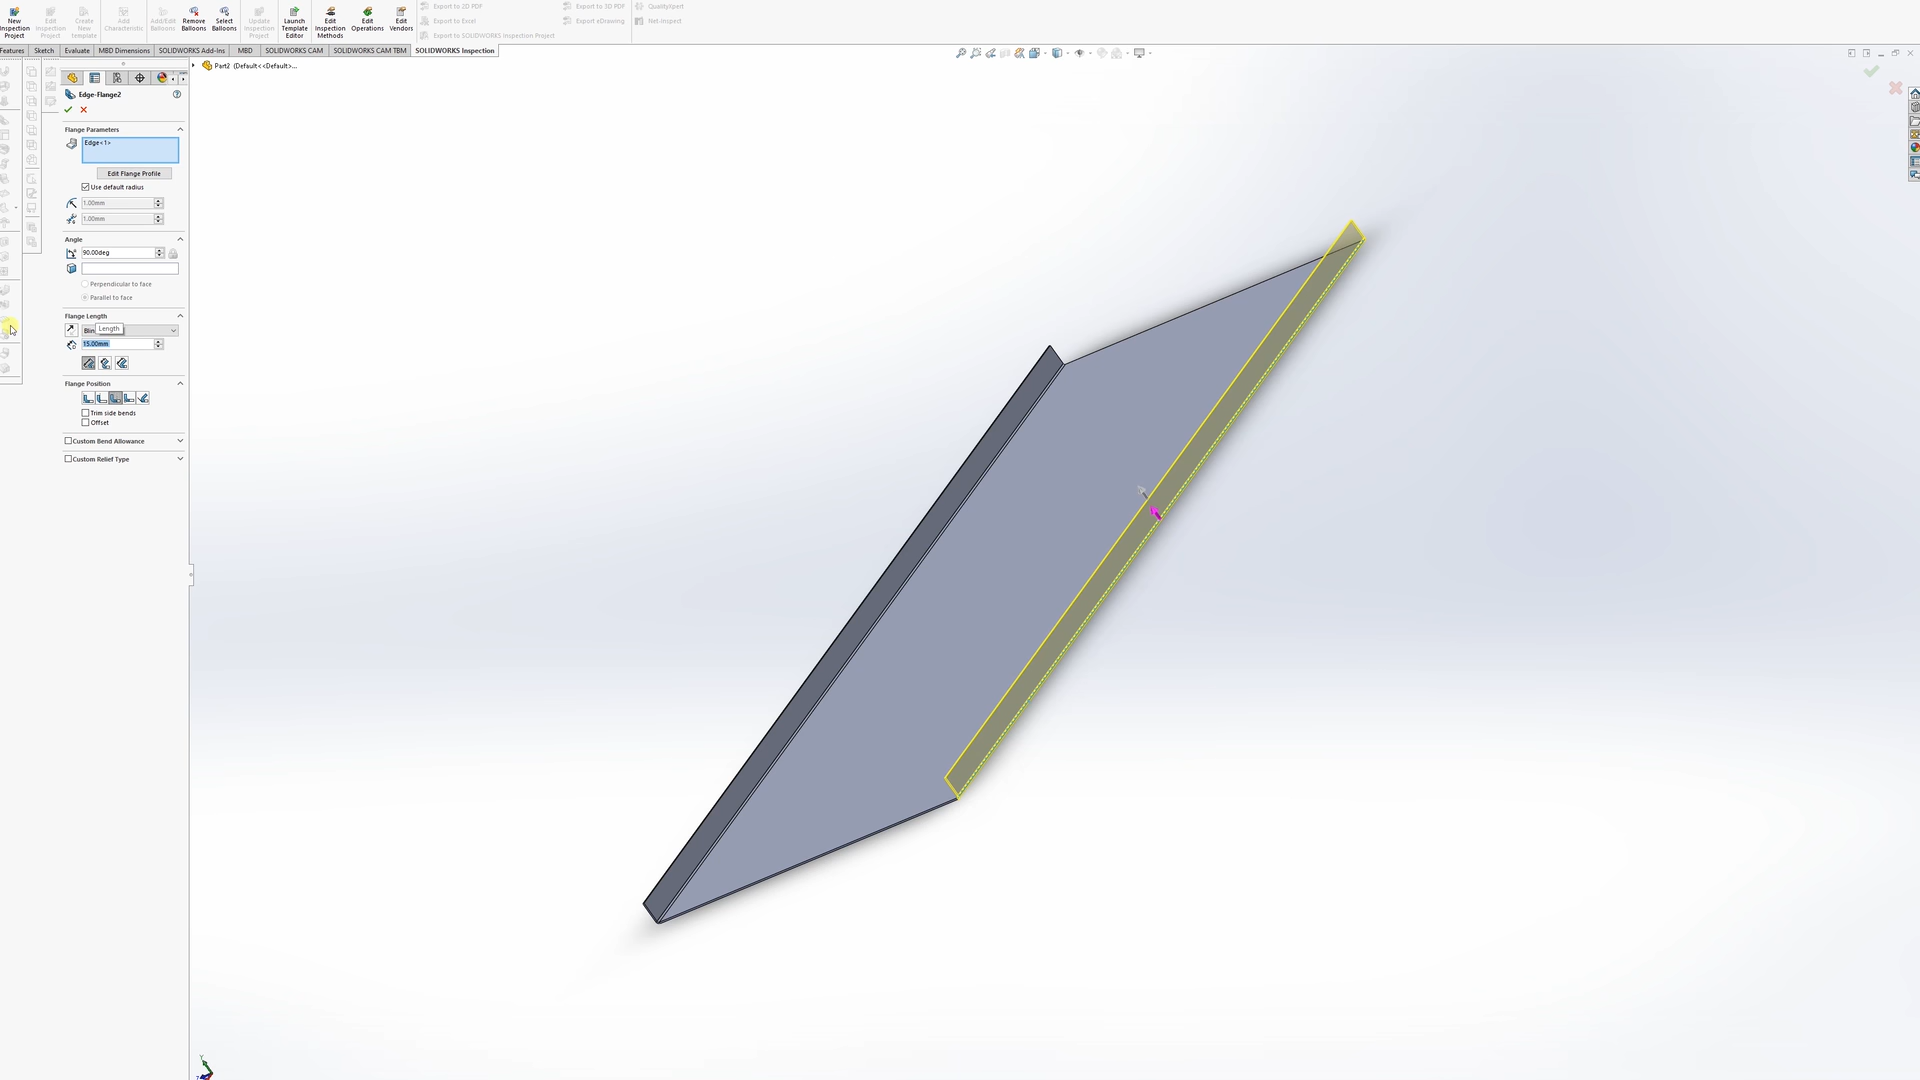 New Inspection Project
Edit Inspection Project
Create New template
Add Characteristic
Add/Edit Balloons
Remove Balloons
Select Balloons
Update Inspection Project
Launch Template Editor
Edit Inspection Methods
Edit Operations
Edit Vendors
Export to 2D PDF
Export to Excel
Export to SOLIDWORKS Inspection Project
Export to 3D PDF
Export eDrawing
QualityXpert
Net-Inspect
Features
Sketch
Evaluate
MBD Dimensions
SOLIDWORKS Add-Ins
MBD
SOLIDWORKS CAM
SOLIDWORKS CAM TBM
SOLIDWORKS Inspection
Part2 (Default<<Default>...
Edge-Flange2
Flange Parameters
Edge<1>
Edit Flange Profile
Use default radius
1.00mm
1.00mm
Angle
90.00deg
Perpendicular to face
Parallel to face
Flange Length
Blin
Length
15.00mm
Flange Position
Trim side bends
Offset
Custom Bend Allowance
Custom Relief Type
Y